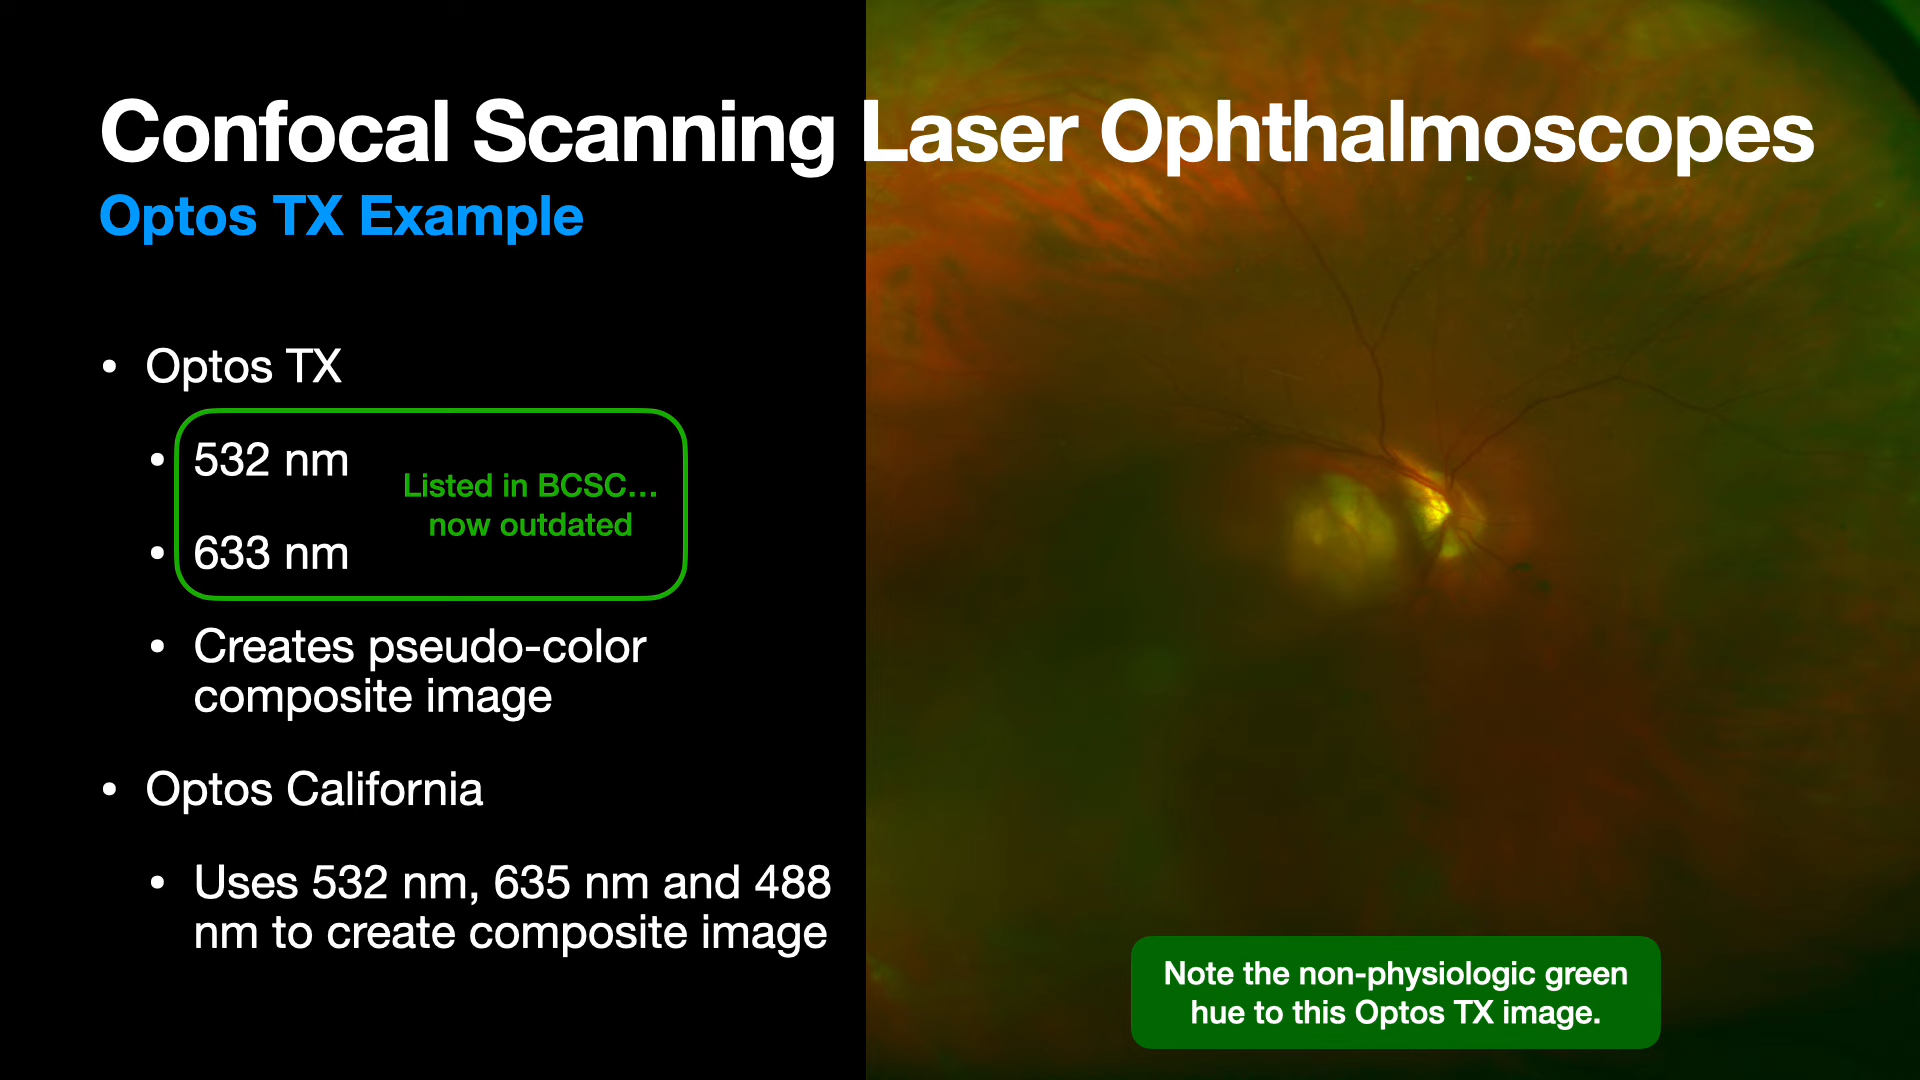 Confocal Scanning Laser Ophthalmoscopes
Optos TX Example
• Optos TX
• 532 nm
• 633 nm
Listed in BCSC...
now outdated
• Creates pseudo-color
composite image
• Optos California
• Uses 532 nm, 635 nm and 488
nm to create composite image
Note the non-physiologic green
hue to this Optos TX image.